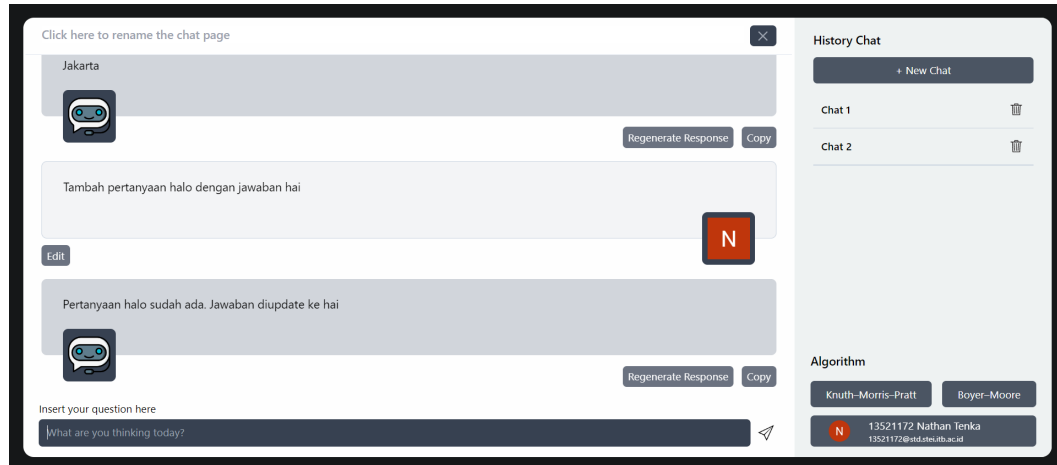 Click here to rename the chat page
Jakarta
Regenerate Response
Copy
Tambah pertanyaan halo dengan jawaban hai
N
Edit
Pertanyaan halo sudah ada. Jawaban diupdate ke hai
Regenerate Response
Copy
Insert your question here
What are you thinking today?
History Chat
+ New Chat
Chat 1
Chat 2
Algorithm
Knuth–Morris–Pratt
Boyer–Moore
N
13521172 Nathan Tenka
13521172@std.stei.itb.ac.id